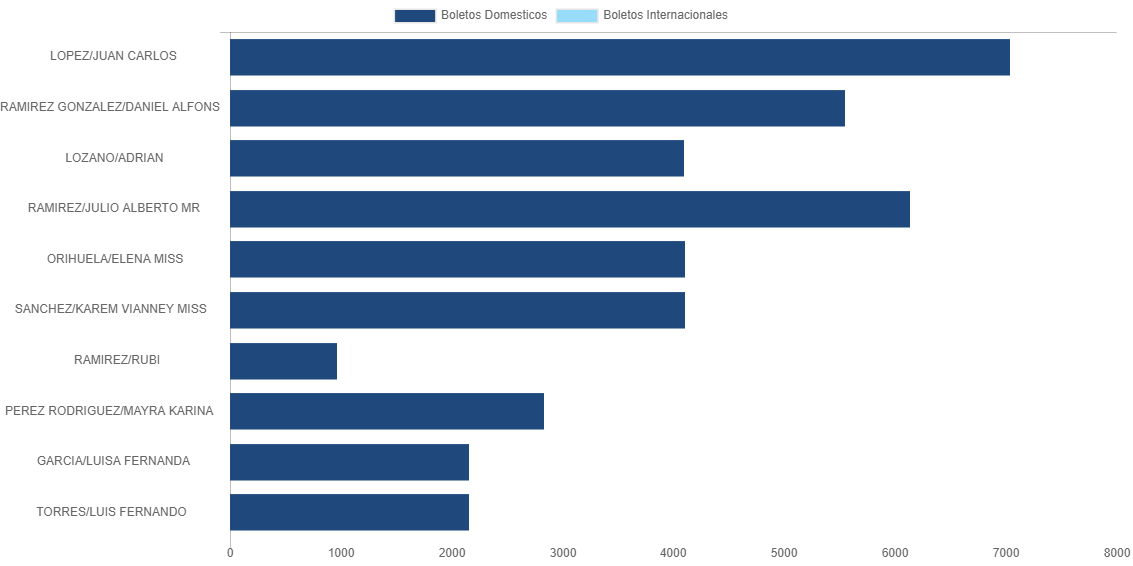 Boletos Domesticos Boletos Internacionales
LOPEZ/JUAN CARLOS
RAMIREZ GONZALEZ/DANIEL ALFONS
LOZANO/ADRIAN
RAMIREZ/JULIO ALBERTO MR
ORIHUELA/ELENA MISS
SANCHEZ/KAREM VIANNEY MISS
RAMIREZ/RUBI
PEREZ RODRIGUEZ/MAYRA KARINA
GARCIA/LUISA FERNANDA
TORRES/LUIS FERNANDO
0 1000 2000 3000 4000 5000 6000 7000 8000